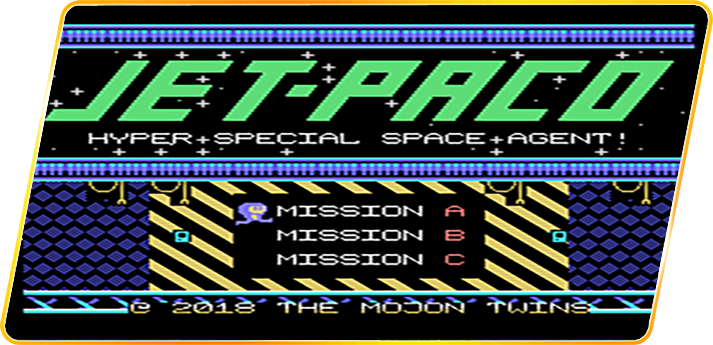 JET-PACO
HYPER SPECIAL SPACE AGENT!
MISSION A
MISSION B
MISSION C
© 2018 THE MOJON TWINS